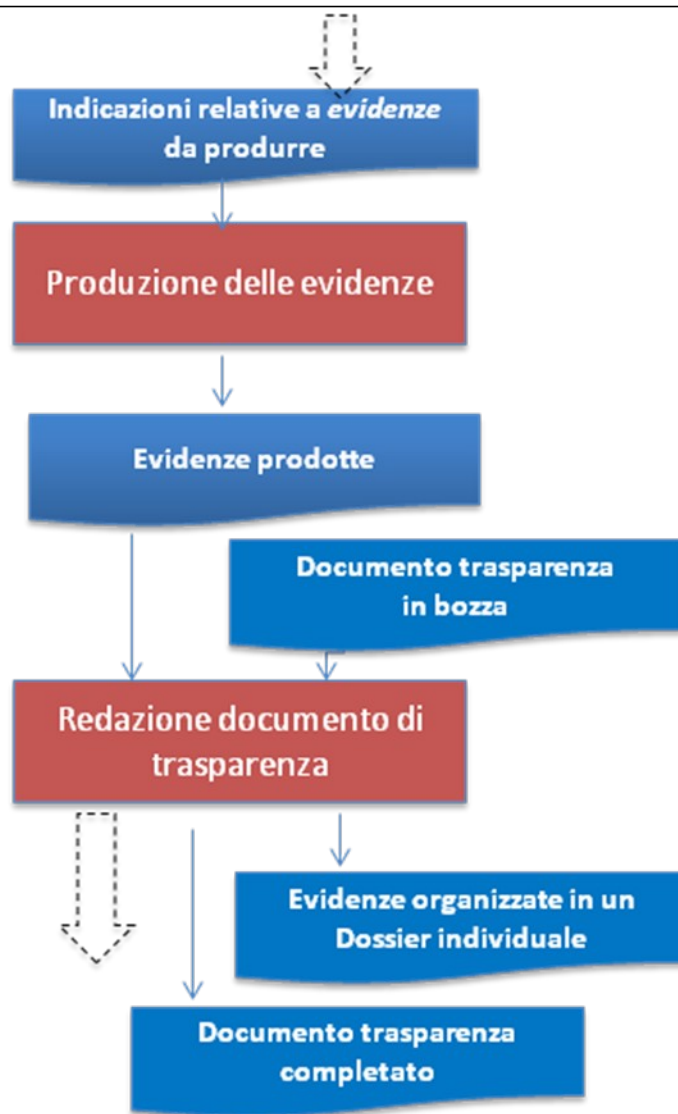 Indicazioni relative a evidenze
da produrre
Produzione delle evidenze
Evidenze prodotte
Documento trasparenza
in bozza
Redazione documento di
trasparenza
Evidenze organizzate in un
Dossier individuale
Documento trasparenza
completato